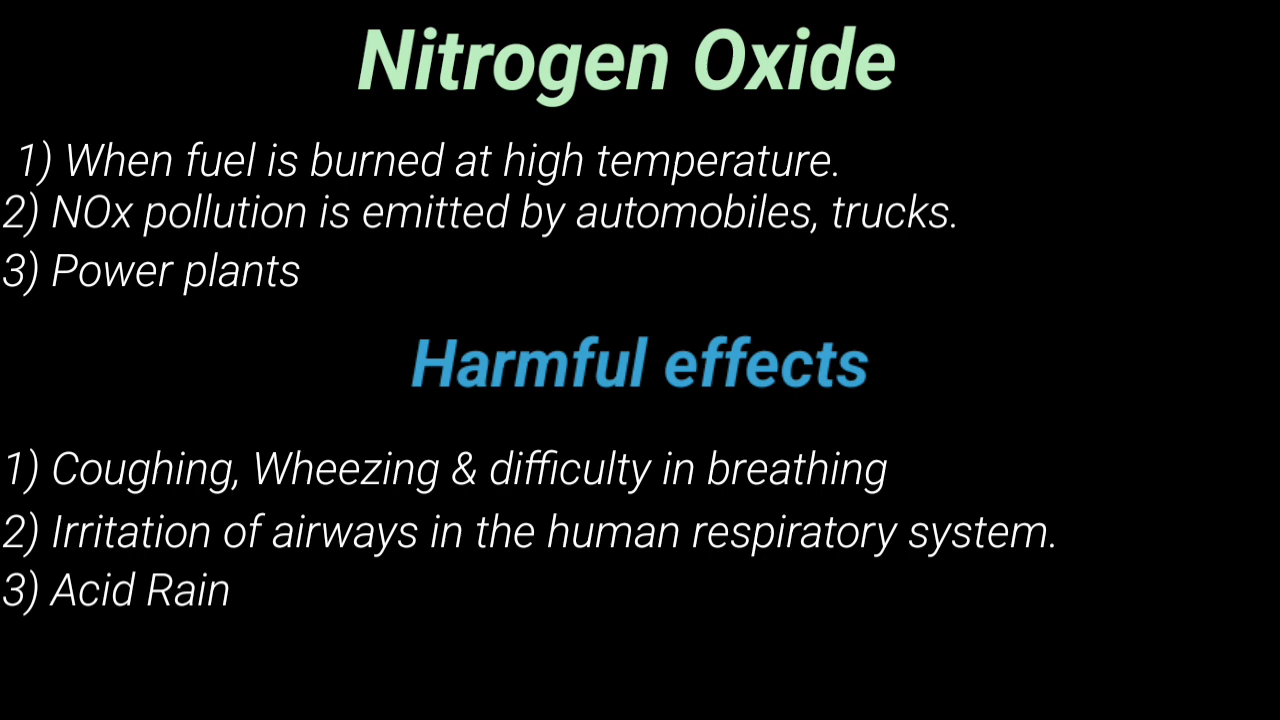 Nitrogen Oxide
1) When fuel is burned at high temperature.
2) NOx pollution is emitted by automobiles, trucks.
3) Power plants
Harmful effects
1) Coughing, Wheezing & difficulty in breathing
2) Irritation of airways in the human respiratory system.
3) Acid Rain